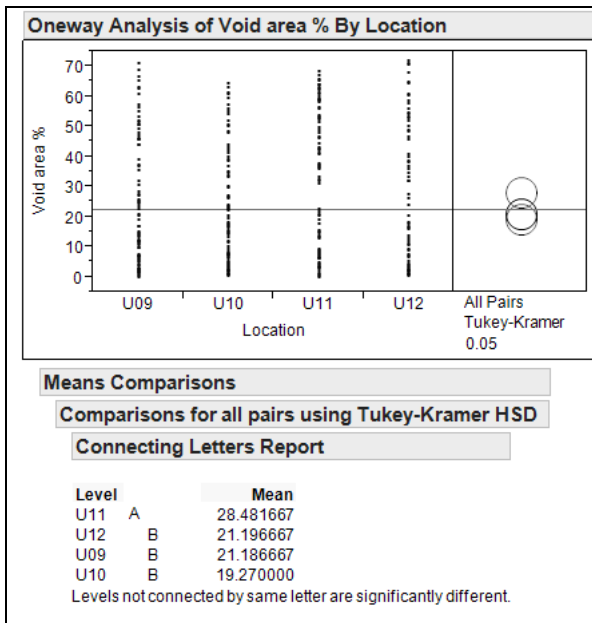 Oneway Analysis of Void area % By Location
Void area %
70
60
50
40
30
20
10
0
U09 U10 U11 U12
Location
All Pairs
Tukey-Kramer
0.05
Means Comparisons
Comparisons for all pairs using Tukey-Kramer HSD
Connecting Letters Report
Level Mean
U11 A 28.481667
U12 B 21.196667
U09 B 21.186667
U10 B 19.270000
Levels not connected by same letter are significantly different.